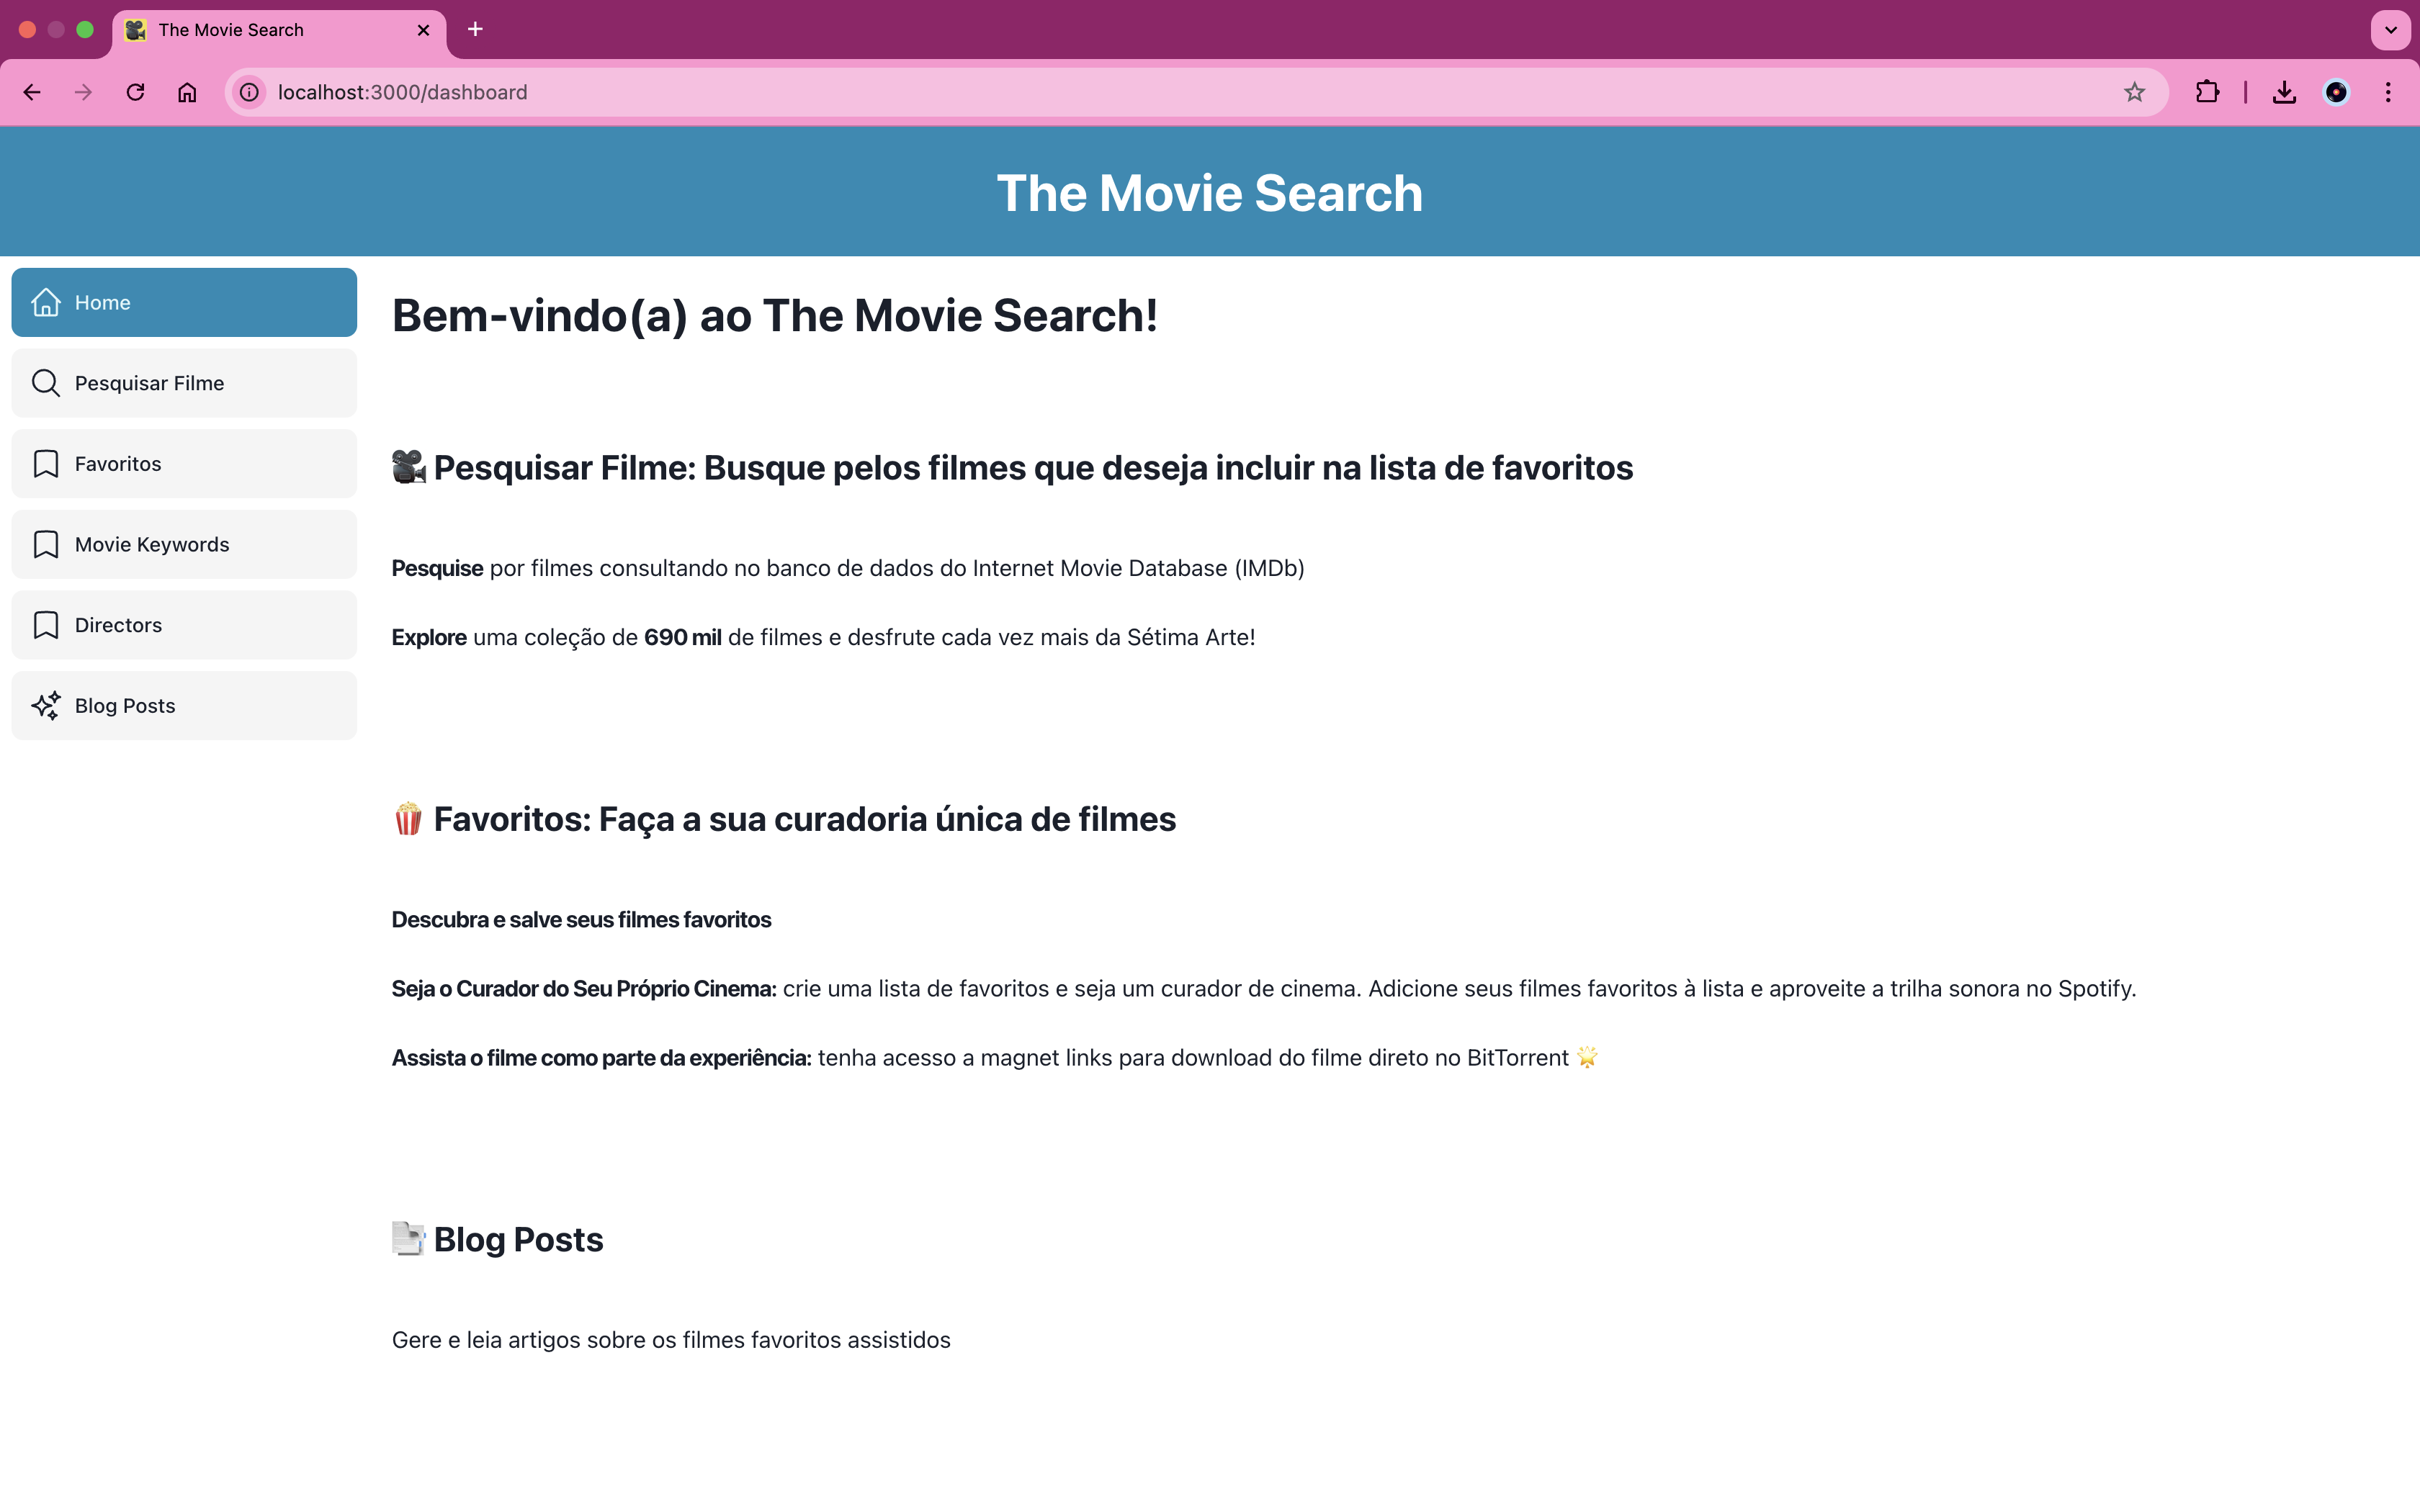 The Movie Search
localhost:3000/dashboard
The Movie Search
Home
Pesquisar Filme
Favoritos
Movie Keywords
Directors
Blog Posts
Bem-vindo(a) ao The Movie Search!
🎥 Pesquisar Filme: Busque pelos filmes que deseja incluir na lista de favoritos
Pesquise por filmes consultando no banco de dados do Internet Movie Database (IMDb)
Explore uma coleção de 690 mil de filmes e desfrute cada vez mais da Sétima Arte!
🍿 Favoritos: Faça a sua curadoria única de filmes
Descubra e salve seus filmes favoritos
Seja o Curador do Seu Próprio Cinema: crie uma lista de favoritos e seja um curador de cinema. Adicione seus filmes favoritos à lista e aproveite a trilha sonora no Spotify.
Assista o filme como parte da experiência: tenha acesso a magnet links para download do filme direto no BitTorrent 🌟
📑 Blog Posts
Gere e leia artigos sobre os filmes favoritos assistidos